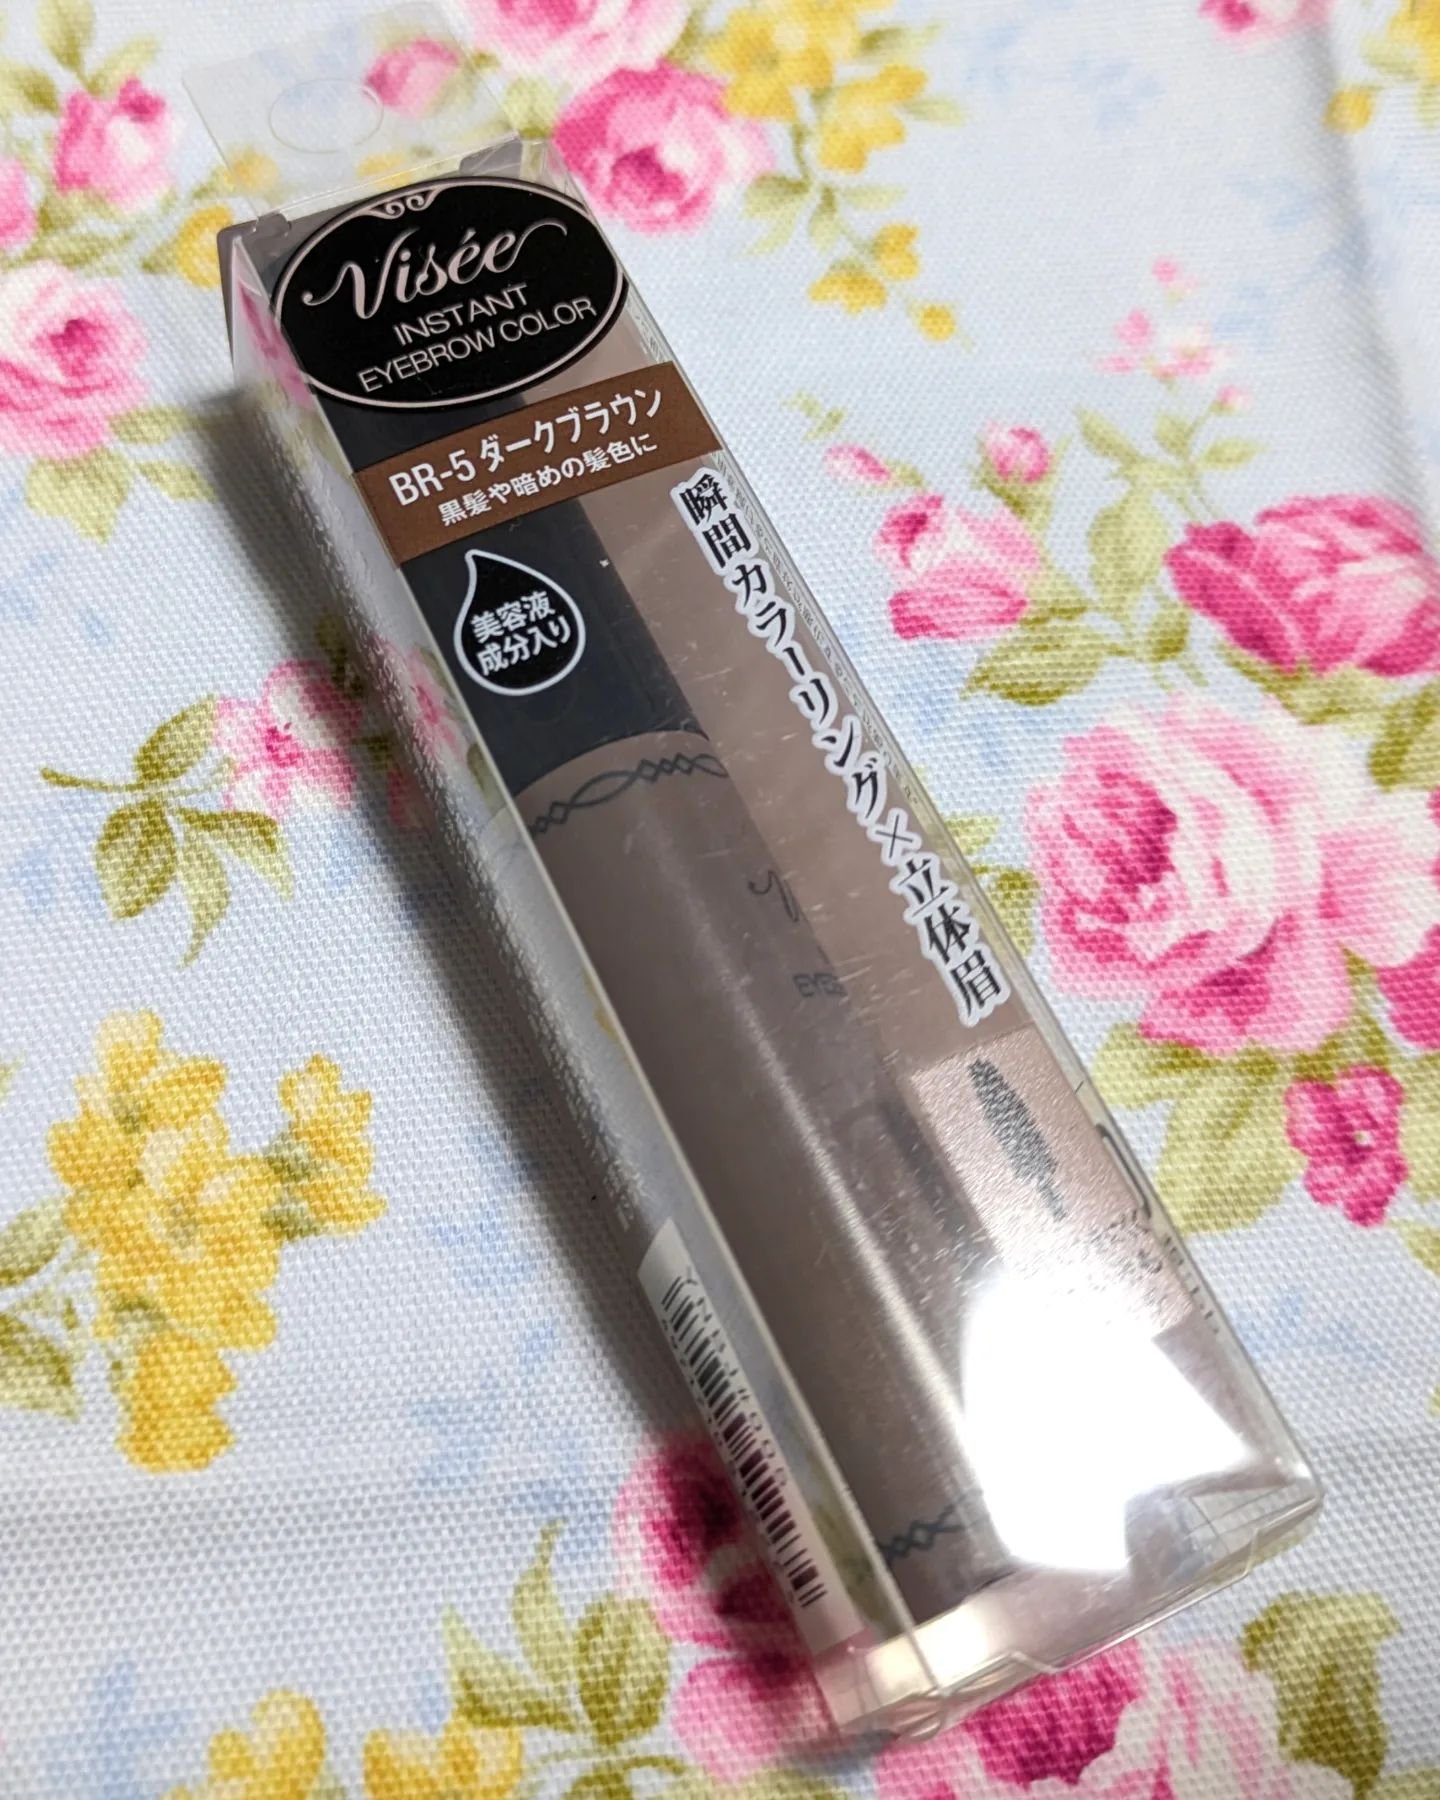 Visée
INSTANT
EYEBROW COLOR
BR-5 ダークブラウン
黒髪や暗めの髪色に
美容液
成分入り
瞬間カラーリング×立体眉